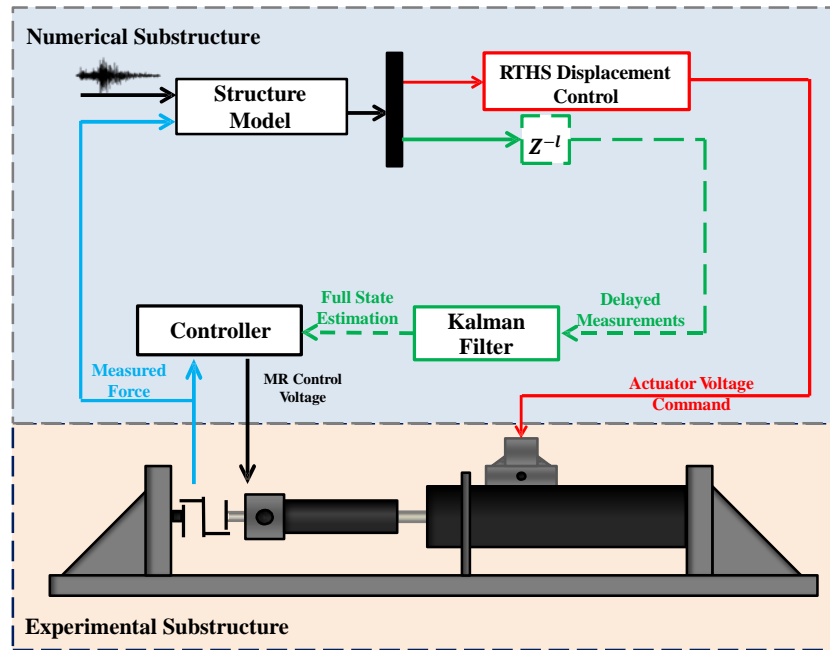 Numerical Substructure
Structure
Model
RTHS Displacement
Control
Z^{-l}
Full State
Estimation
Delayed
Measurements
Controller
Kalman
Filter
Measured
Force
MR Control
Voltage
Actuator Voltage
Command
Experimental Substructure